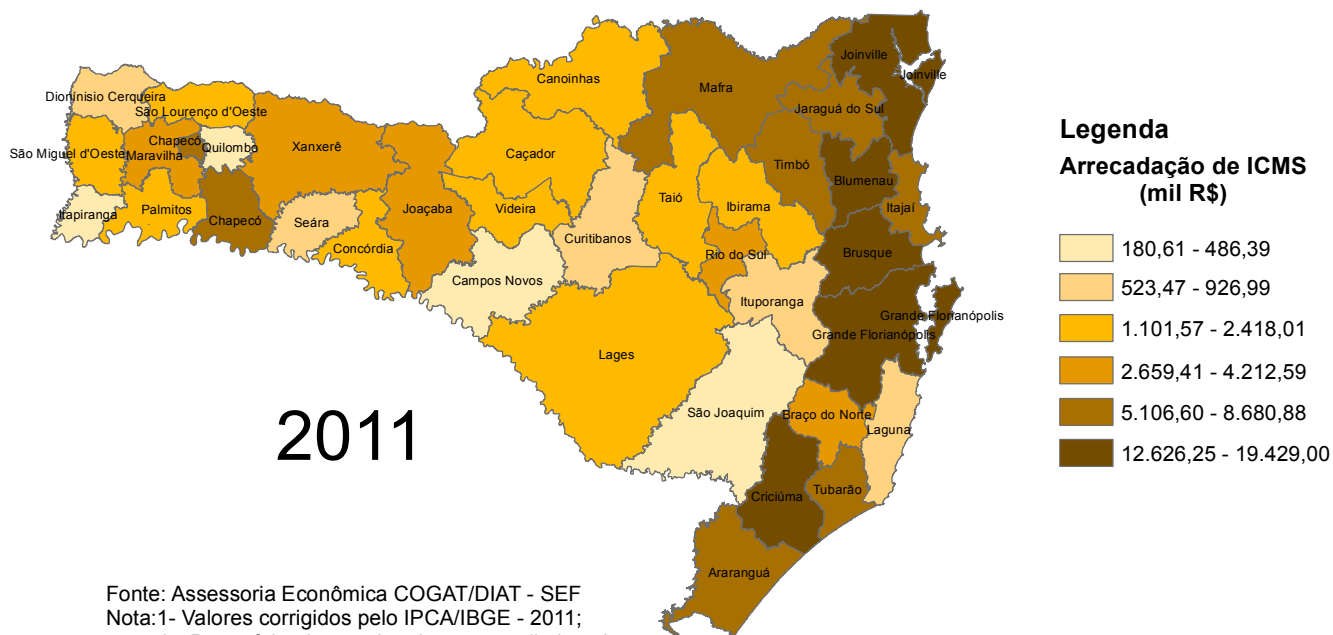 Joinville
Joinville
Canoinhas
Mafra
Dionínisio Cerqueira
São Lourenço d'Oeste
Jaraguá do Sul
Chapecó
Quilombo
Xanxerê
São Miguel d'Oeste
Maravilha
Caçador
Timbó
Blumenau
Itapiranga
Palmitos
Chapecó
Seára
Joaçaba
Videira
Taió
Ibirama
Itajaí
Concórdia
Curitibanos
Rio do Sul
Brusque
Campos Novos
Ituporanga
Grande Florianópolis
Grande Florianópolis
Lages
São Joaquim
Braço do Norte
Laguna
Criciúma
Tubarão
Araranguá
2011
Legenda
Arrecadação de ICMS
(mil R$)
180,61 - 486,39
523,47 - 926,99
1.101,57 - 2.418,01
2.659,41 - 4.212,59
5.106,60 - 8.680,88
12.626,25 - 19.429,00
Fonte: Assessoria Econômica COGAT/DIAT - SEF
Nota:1- Valores corrigidos pelo IPCA/IBGE - 2011;